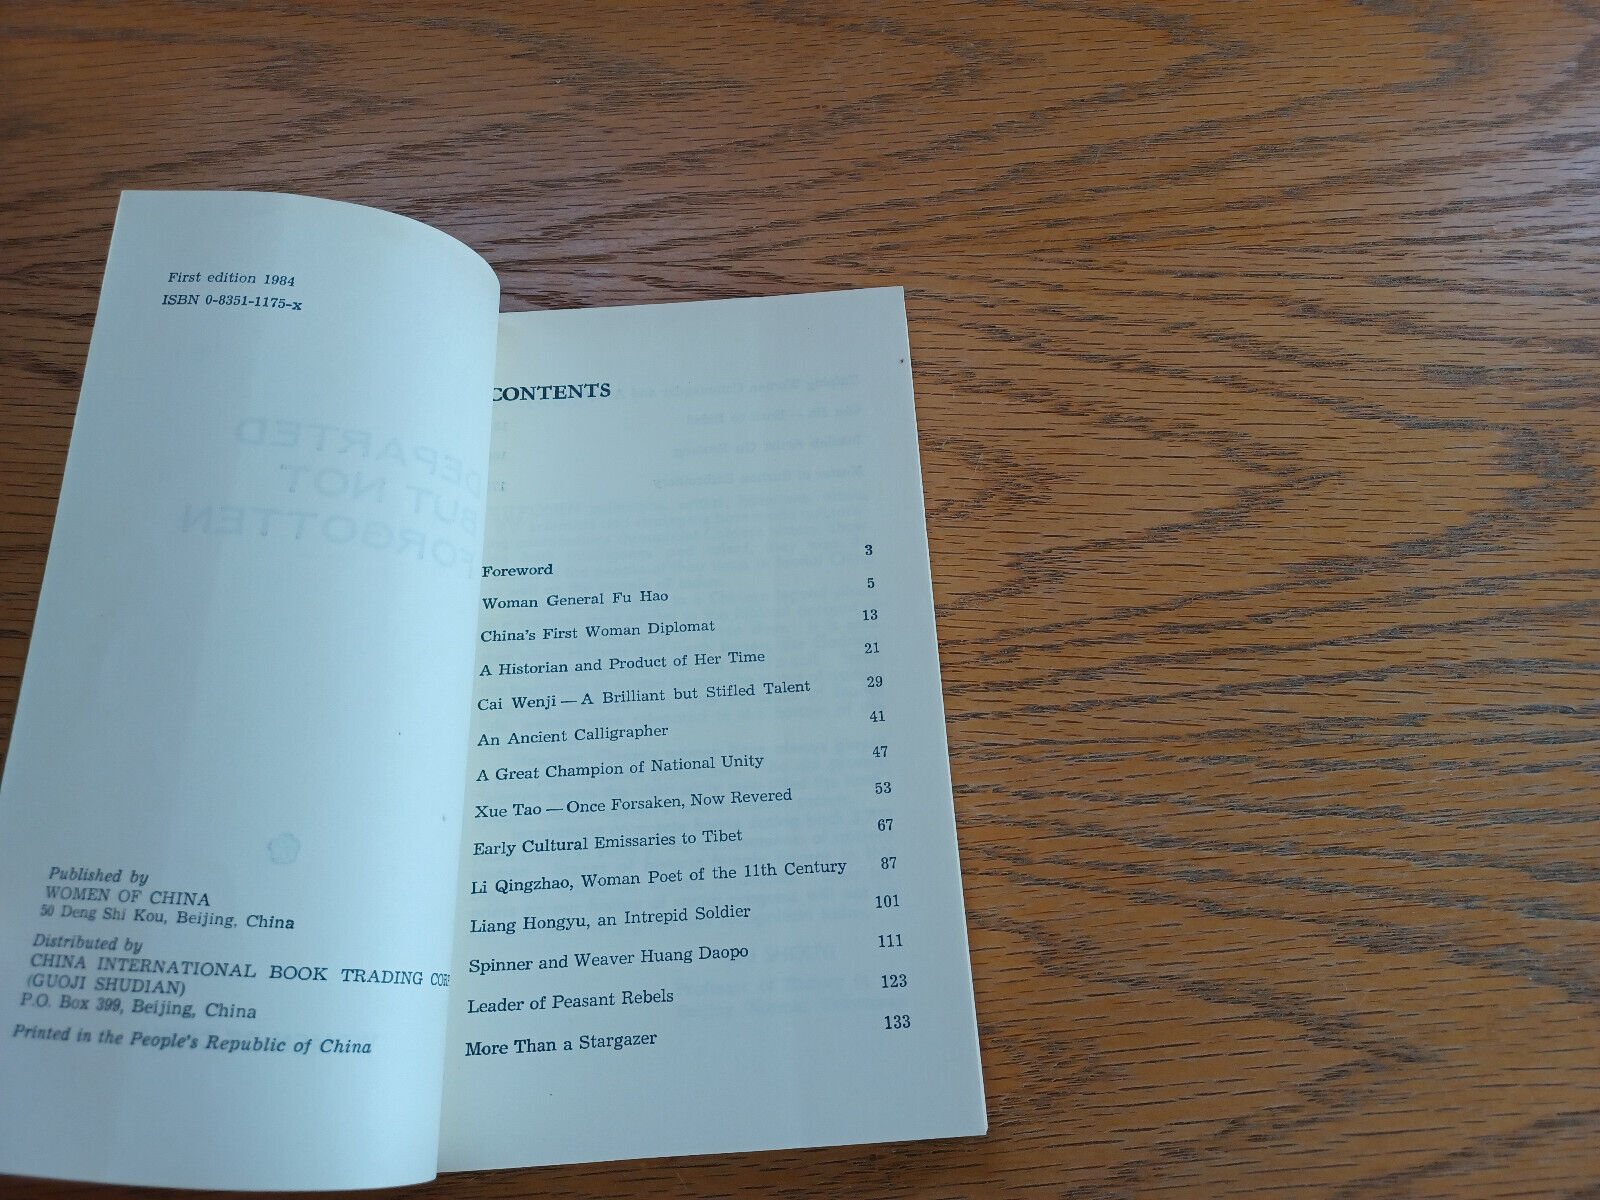 First edition 1984
ISBN 0-8351-1175-x
DEPARTED
BUT NOT
FORGOTTEN
Published by
WOMEN OF CHINA
50 Deng Shi Kou, Beijing, China
Distributed by
CHINA INTERNATIONAL BOOK TRADING CORP
(GUOJI SHUDIAN)
P.O. Box 399, Beijing, China
Printed in the People's Republic of China
CONTENTS
Foreword 3
Woman General Fu Hao 5
China's First Woman Diplomat 13
A Historian and Product of Her Time 21
Cai Wenji — A Brilliant but Stifled Talent 29
An Ancient Calligrapher 41
A Great Champion of National Unity 47
Xue Tao — Once Forsaken, Now Revered 53
Early Cultural Emissaries to Tibet 67
Li Qingzhao, Woman Poet of the 11th Century 87
Liang Hongyu, an Intrepid Soldier 101
Spinner and Weaver Huang Daopo 111
Leader of Peasant Rebels 123
More Than a Stargazer 133